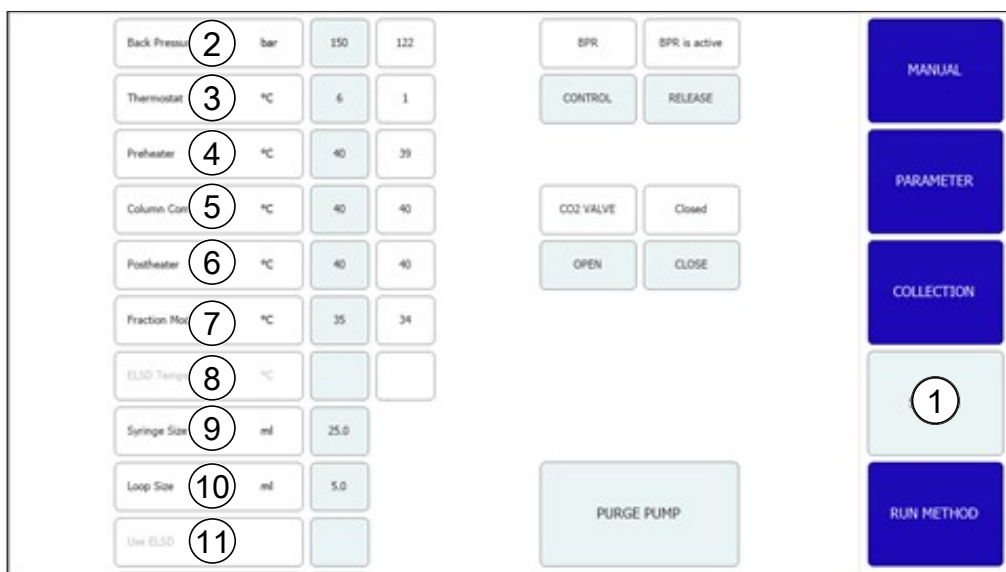 Back Pressu 2 bar 150 122
Thermostat 3 °C 6 1
Preheater 4 °C 40 39
Column Com 5 °C 40 40
Postheater 6 °C 40 40
Fraction Mod 7 °C 35 34
ELSD Tempe 8 °C
Syringe Size 9 ml 25.0
Loop Size 10 ml 5.0
Use ELSD 11
BPR BPR is active
CONTROL RELEASE
CO2 VALVE Closed
OPEN CLOSE
PURGE PUMP
MANUAL
PARAMETER
COLLECTION
1
RUN METHOD